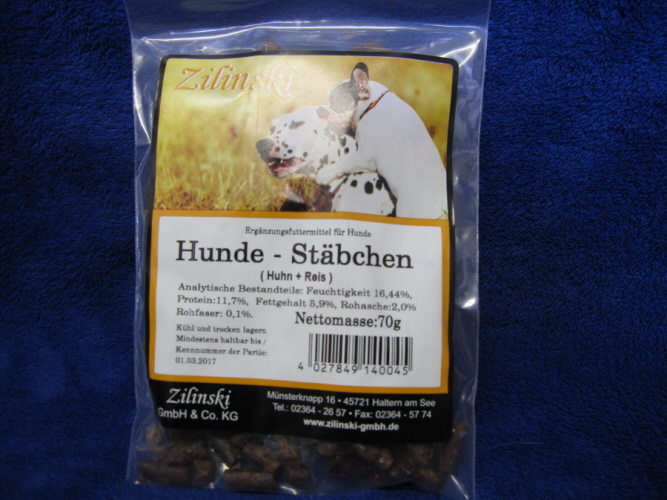 Zilinski
Ergänzungsfuttermittel für Hunde
Hunde - Stäbchen
( Huhn + Reis )
Analytische Bestandteile: Feuchtigkeit 16,44%,
Protein:11,7%, Fettgehalt 5,9%, Rohasche:2,0%
Rohfaser: 0,1%.
Nettomasse:70g
Kühl und trocken lagern
Mindestens haltbar bis /
Kennnummer der Partie:
01.03.2017
4 027849 140045
Zilinski
GmbH & Co. KG
Münsterknapp 16 • 45721 Haltern am See
Tel.: 02364 - 26 57 • Fax: 02364 - 57 74
www.zilinski-gmbh.de